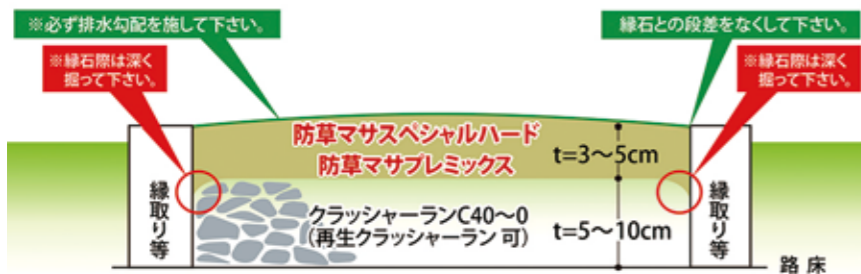 ※必ず排水勾配を施して下さい。
縁石との段差をなくして下さい。
※縁石際は深く
掘って下さい。
※縁石際は深く
掘って下さい。
防草マサスペシャルハード
防草マサプレミックス
t=3〜5cm
縁取り等
クラッシャーランC40〜0
（再生クラッシャーラン 可）
t=5〜10cm
縁取り等
路床